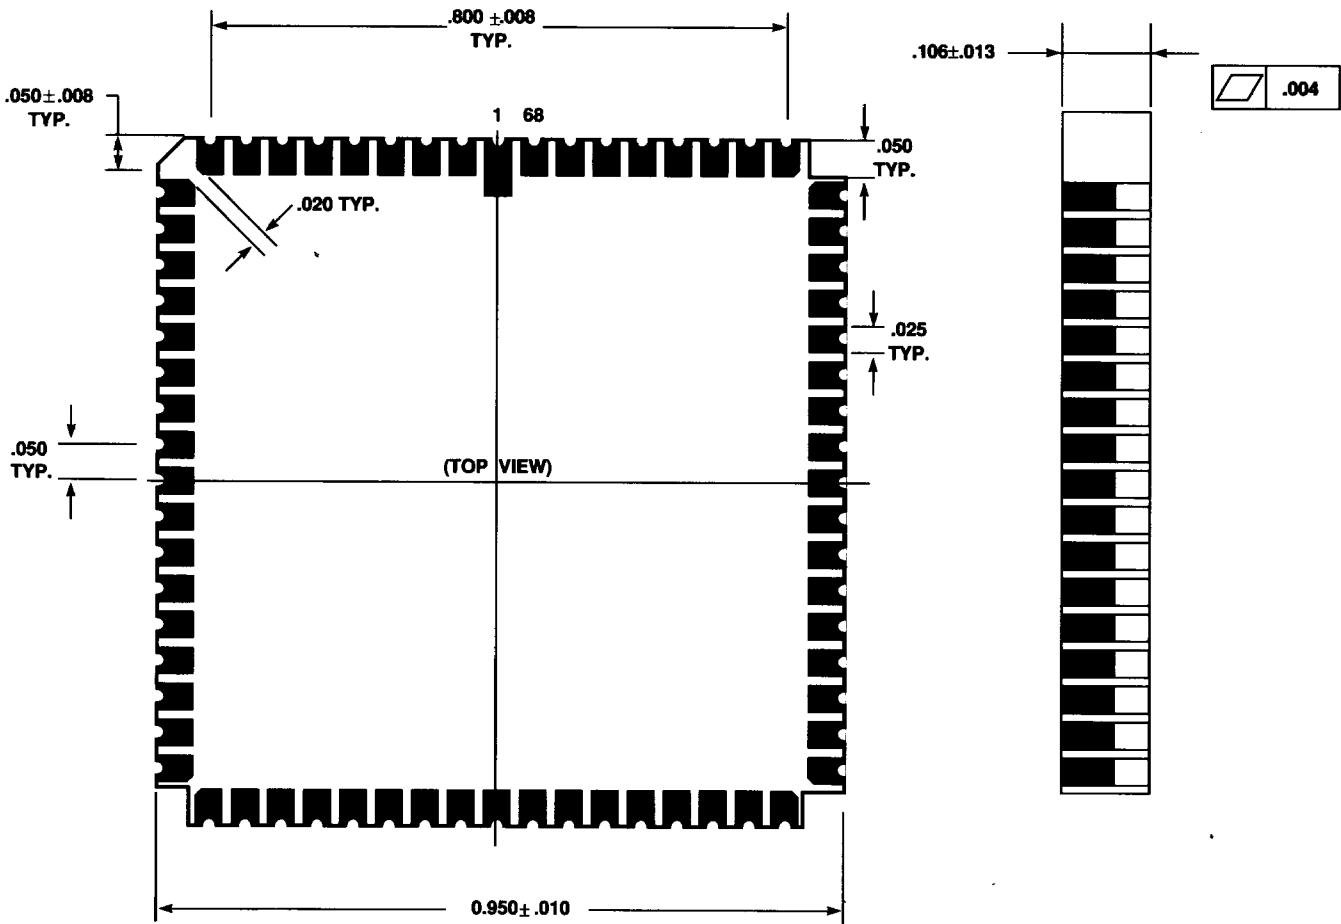 .800 ±.008
TYP.
.106±.013
.004
.050±.008
TYP.
1 68
.050
TYP.
.020 TYP.
.025
TYP.
.050
TYP.
(TOP VIEW)
0.950±.010